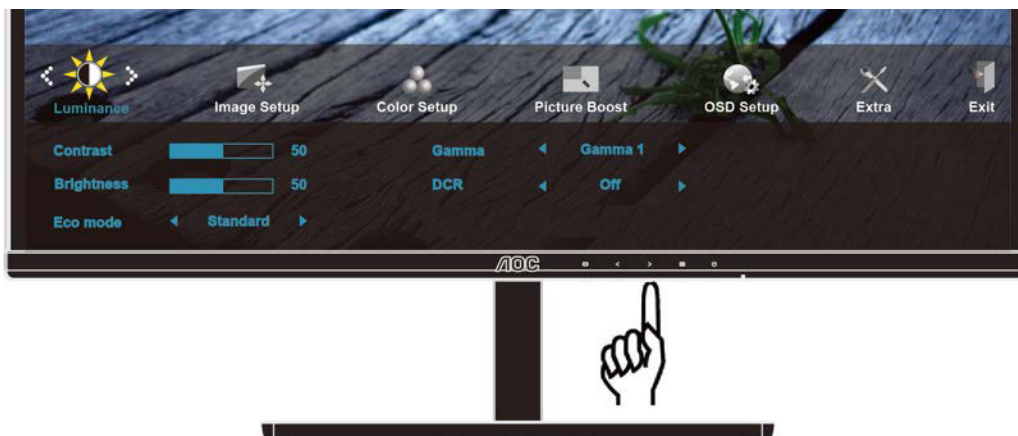 Luminance Image Setup Color Setup Picture Boost OSD Setup Extra Exit
Contrast 50 Gamma Gamma 1
Brightness 50 DCR Off
Eco mode Standard
AOC